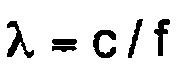 λ = c / f